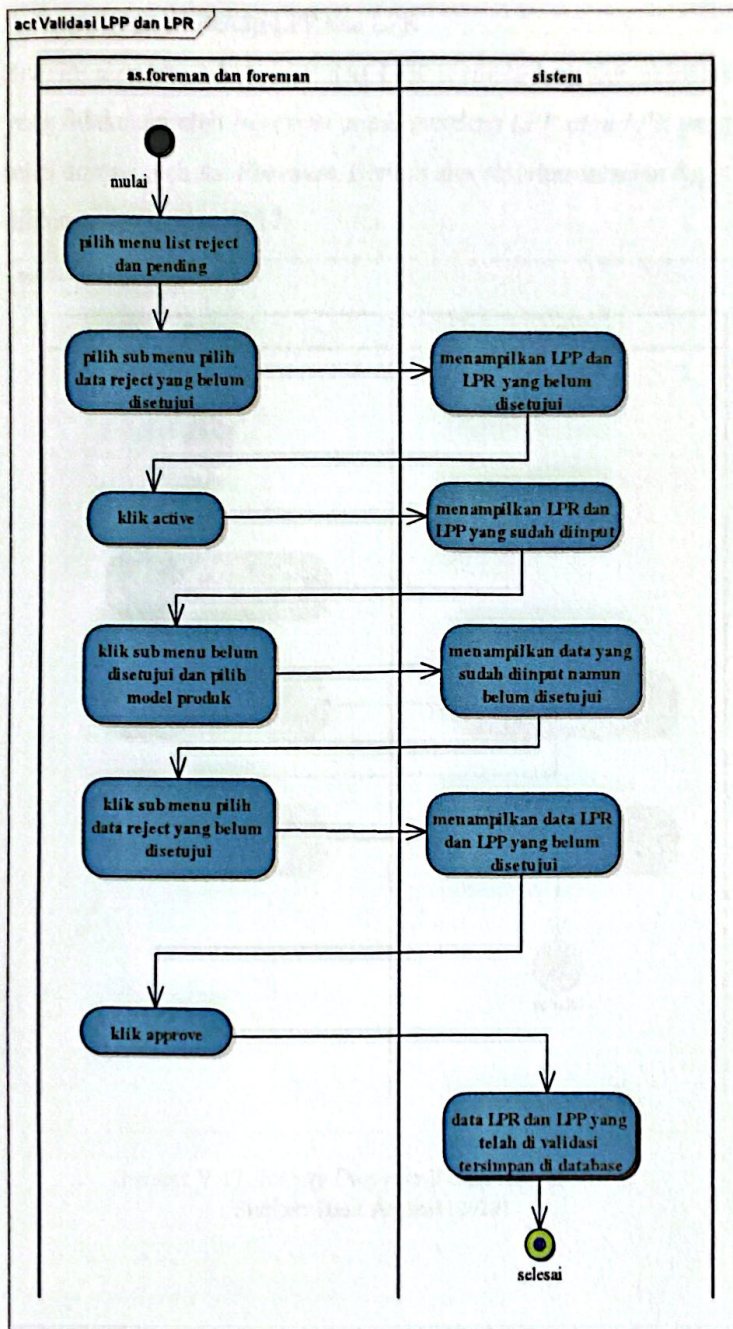 act Validasi LPP dan LPR
as.foreman dan foreman
sistem
mulai
pilih menu list reject
dan pending
pilih sub menu pilih
data reject yang belum
disetujui
menampilkan LPP dan
LPR yang belum
disetujui
klik active
menampilkan LPR dan
LPP yang sudah diinput
klik sub menu belum
disetujui dan pilih
model produk
menampilkan data yang
sudah diinput namun
belum disetujui
klik sub menu pilih
data reject yang belum
disetujui
menampilkan data LPR
dan LPP yang belum
disetujui
klik approve
data LPR dan LPP yang
telah di validasi
tersimpan di database
selesai